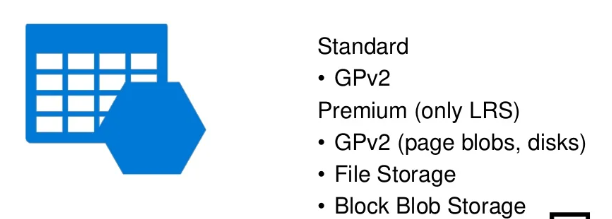 Standard
• GPv2
Premium (only LRS)
• GPv2 (page blobs, disks)
• File Storage
• Block Blob Storage